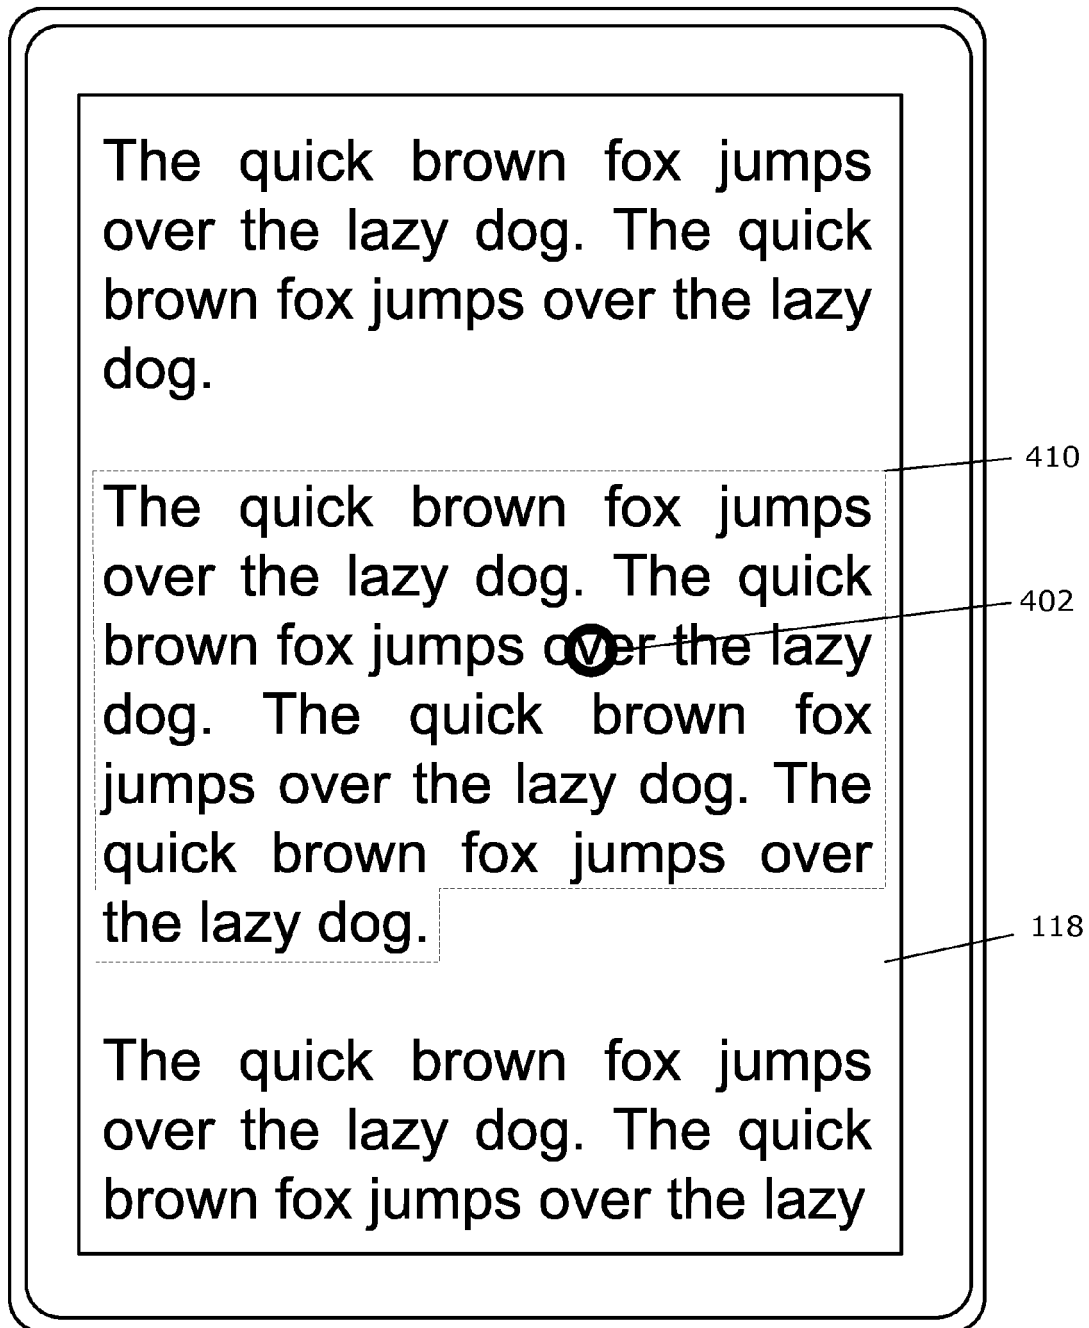 The quick brown fox jumps
over the lazy dog. The quick
brown fox jumps over the lazy
dog.
410
The quick brown fox jumps
over the lazy dog. The quick
402
brown fox jumps over the lazy
dog. The quick brown fox
jumps over the lazy dog. The
quick brown fox jumps over
the lazy dog.
118
The quick brown fox jumps
over the lazy dog. The quick
brown fox jumps over the lazy